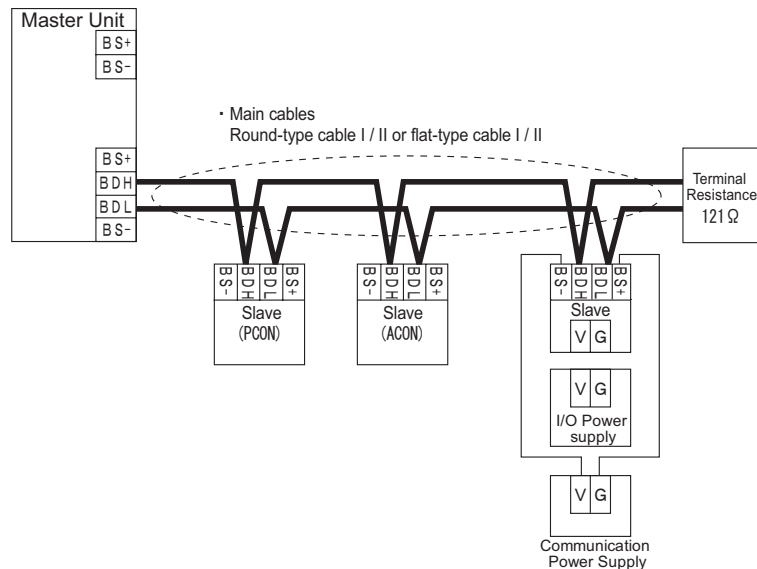 Master Unit
BS+
BS-
・Main cables
Round-type cable I / II or flat-type cable I / II
BS+
BDH
BDL
BS-
Terminal
Resistance
121Ω
BS- BDH BDL BS+
Slave
(PCON)
BS- BDH BDL BS+
Slave
(ACON)
BS- BDH BDL BS+
Slave
V G
V G
I/O Power
supply
V G
Communication
Power Supply